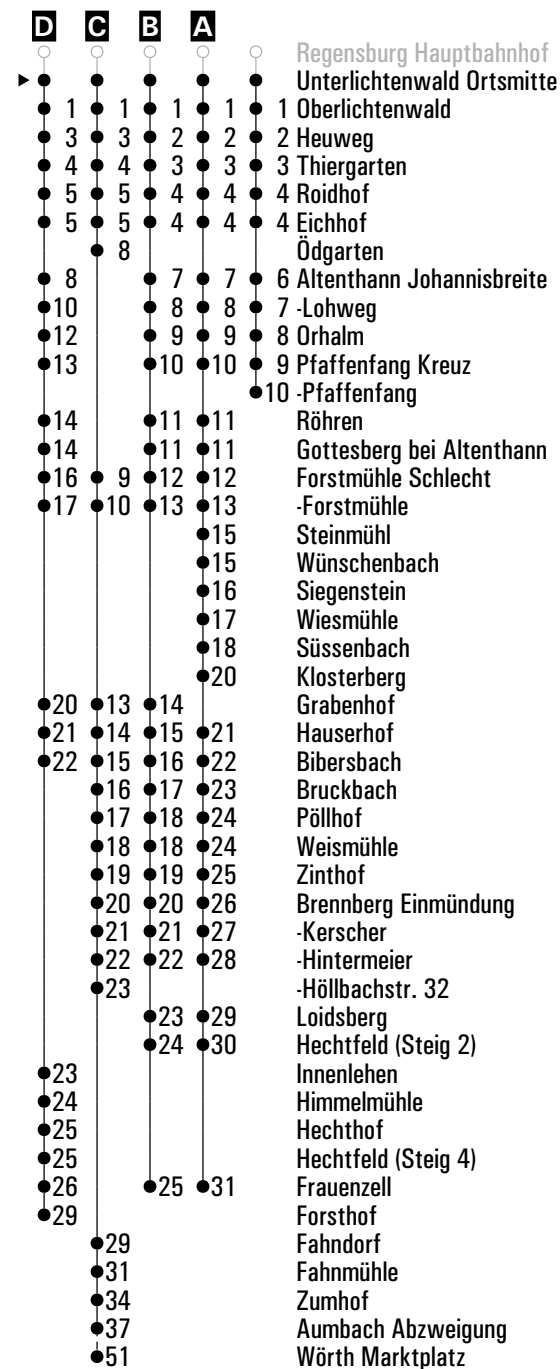 D C B A
Regensburg Hauptbahnhof
Unterlichtenwald Ortsmitte
1 1 1 1 1 Oberlichtenwald
3 3 2 2 2 Heuweg
4 4 3 3 3 Thiergarten
5 5 4 4 4 Roidhof
5 5 4 4 4 Eichhof
8 Ödgarten
8 7 7 6 Altenthann Johannisbreite
10 8 8 7 -Lohweg
12 9 9 8 Orhalm
13 10 10 9 Pfaffenfang Kreuz
10 -Pfaffenfang
14 11 11 Röhren
14 11 11 Gottesberg bei Altenthann
16 9 12 12 Forstmühle Schlecht
17 10 13 13 -Forstmühle
15 Steinmühl
15 Wünschenbach
16 Siegenstein
17 Wiesmühle
18 Süssenbach
20 Klosterberg
20 13 14 Grabenhof
21 14 15 21 Hauserhof
22 15 16 22 Bibersbach
16 17 23 Bruckbach
17 18 24 Pöllhof
18 18 24 Weismühle
19 19 25 Zinthof
20 20 26 Brennberg Einmündung
21 21 27 -Kerscher
22 22 28 -Hintermeier
23 -Höllbachstr. 32
23 29 Loidsberg
24 30 Hechtfeld (Steig 2)
23 Innenlehen
24 Himmelmühle
25 Hechthof
25 Hechtfeld (Steig 4)
26 25 31 Frauenzell
29 Forsthof
29 Fahndorf
31 Fahnmühle
34 Zumhof
37 Aumbach Abzweigung
51 Wörth Marktplatz